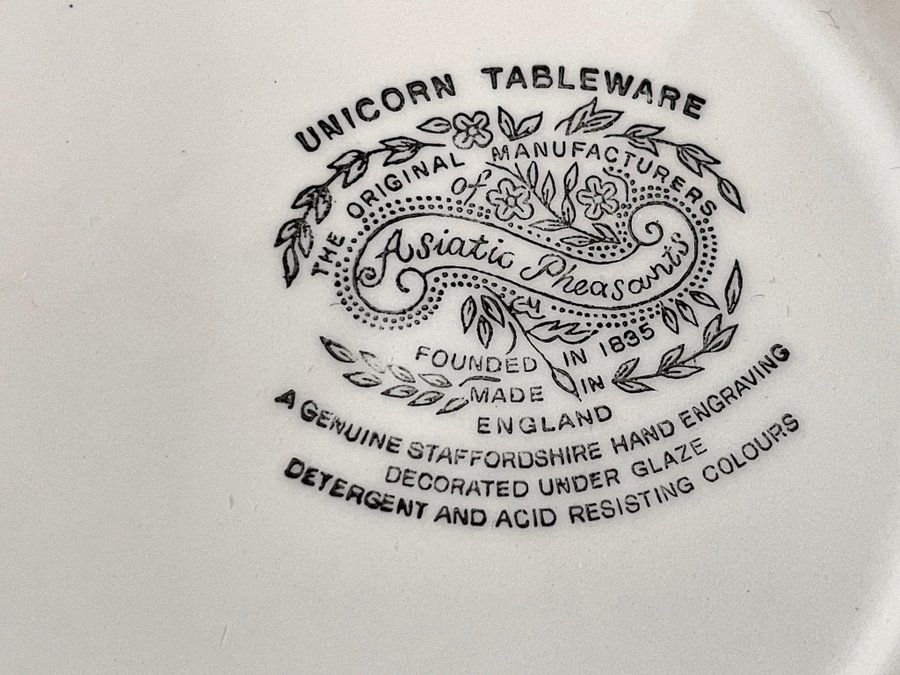 UNICORN TABLEWARE
THE ORIGINAL MANUFACTURERS
of
Asiatic Pheasants
FOUNDED IN 1835
MADE IN
ENGLAND
A GENUINE STAFFORDSHIRE HAND ENGRAVING
DECORATED UNDER GLAZE
DETERGENT AND ACID RESISTING COLOURS